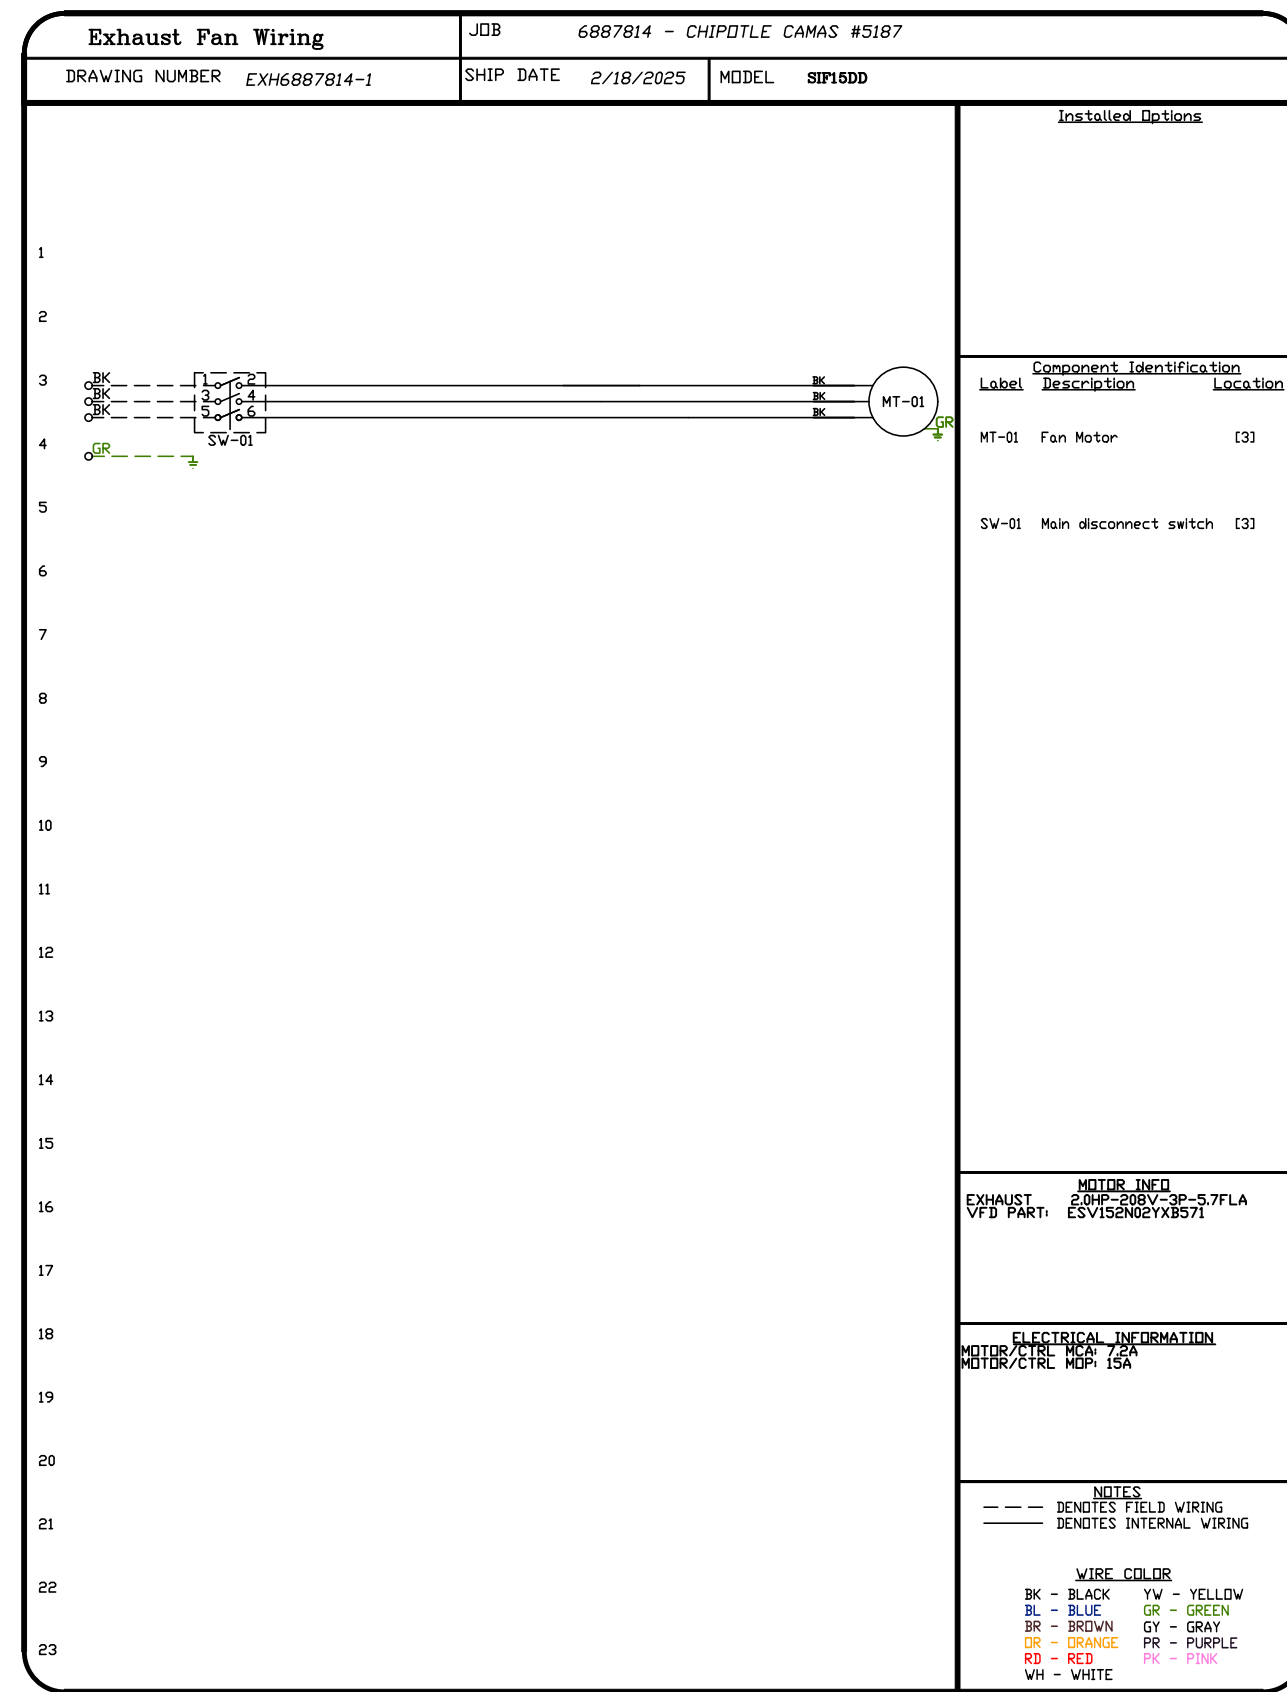 Exhaust Fan Wiring
JOB 6887814 - CHIPOTLE CAMAS #5187
DRAWING NUMBER EXH6887814-1
SHIP DATE 2/18/2025
MODEL SIF15DD
Installed Options
1
2
3
4
5
6
7
8
9
10
11
12
13
14
15
16
17
18
19
20
21
22
23
BK 1 2 BK
BK 3 4 BK
BK 5 6 BK
MT-01
GR
SW-01
GR
Component Identification
Label Description Location
MT-01 Fan Motor [3]
SW-01 Main disconnect switch [3]
MOTOR INFO
EXHAUST 2.0HP-208V-3P-5.7FLA
VFD PART: ESV152N02YXB571
ELECTRICAL INFORMATION
MOTOR/CTRL MCA: 7.2A
MOTOR/CTRL MOP: 15A
NOTES
DENOTES FIELD WIRING
DENOTES INTERNAL WIRING
WIRE COLOR
BK - BLACK YW - YELLOW
BL - BLUE GR - GREEN
BR - BROWN GY - GRAY
OR - ORANGE PR - PURPLE
RD - RED PK - PINK
WH - WHITE